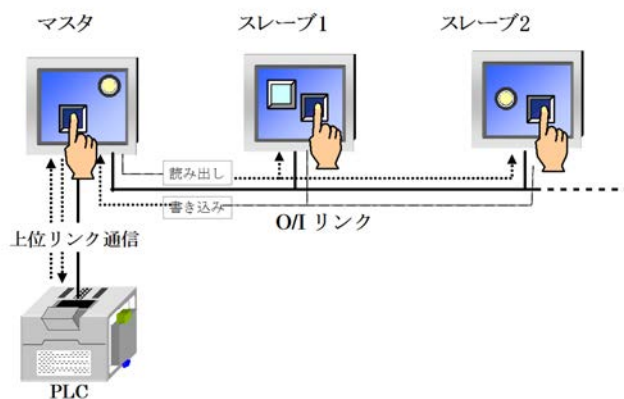 マスタ
スレーブ1
スレーブ2
読み出し
書き込み
O/I リンク
上位リンク通信
PLC